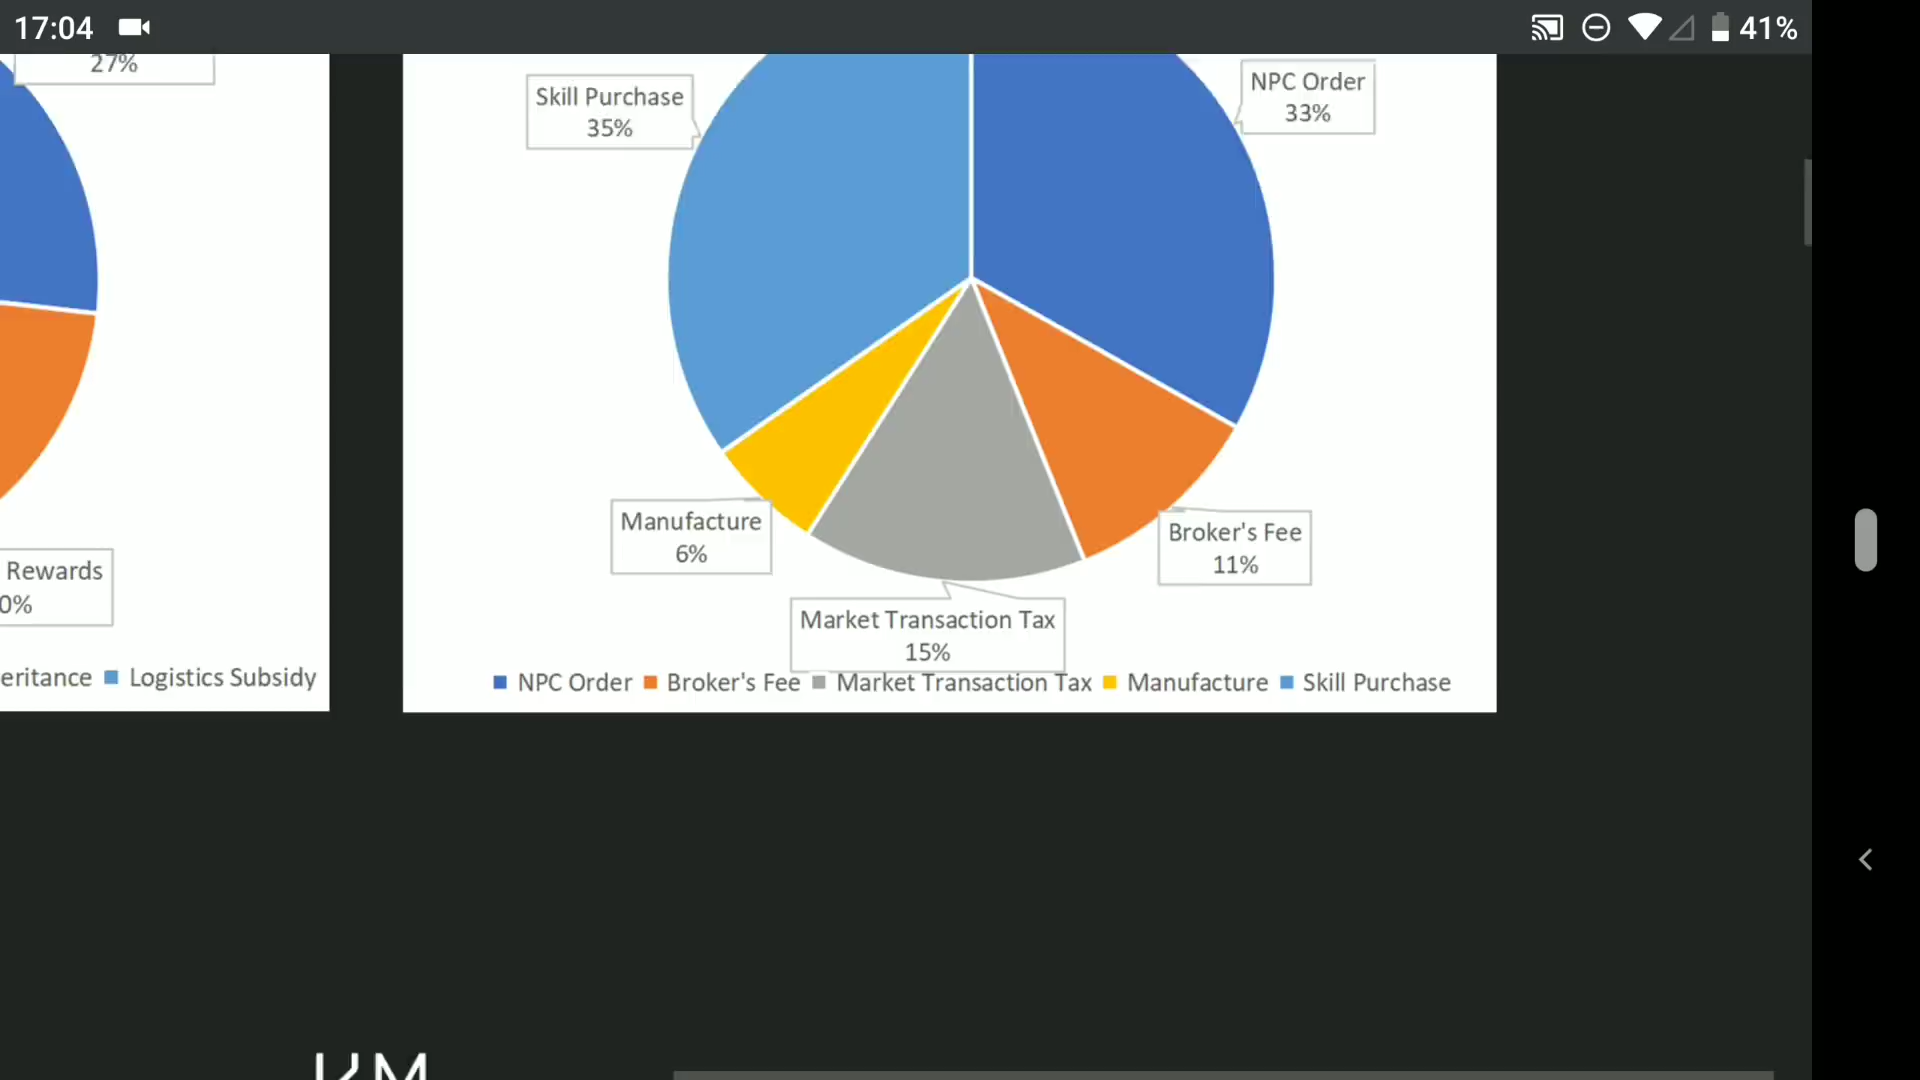 17:04
41%
27%
Skill Purchase
35%
NPC Order
33%
Manufacture
6%
Broker's Fee
11%
Rewards
0%
Market Transaction Tax
15%
eritance Logistics Subsidy
NPC Order Broker's Fee Market Transaction Tax Manufacture Skill Purchase